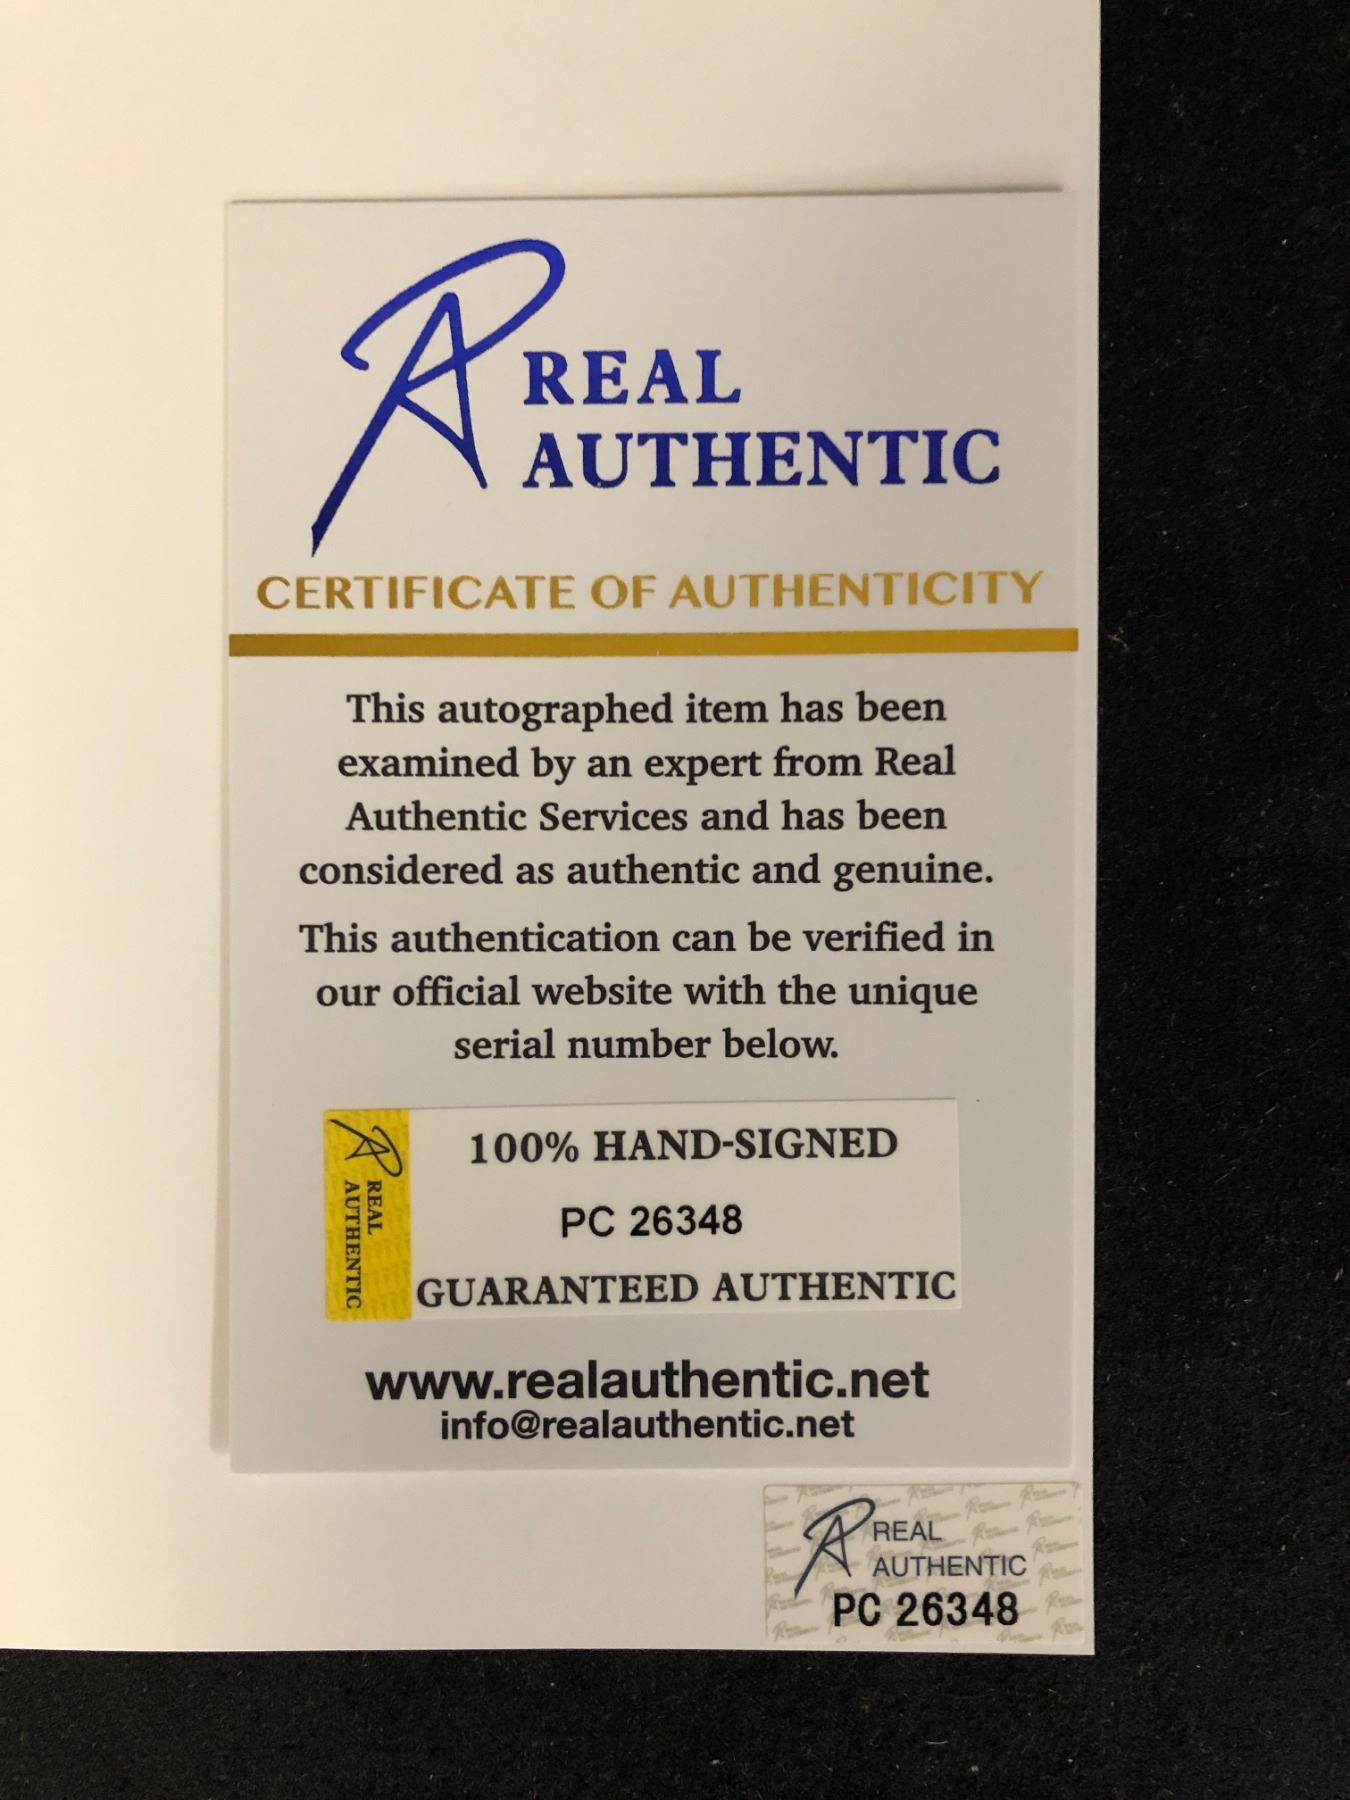 REAL
AUTHENTIC
CERTIFICATE OF AUTHENTICITY
This autographed item has been
examined by an expert from Real
Authentic Services and has been
considered as authentic and genuine.
This authentication can be verified in
our official website with the unique
serial number below.
REAL
AUTHENTIC
100% HAND-SIGNED
PC 26348
GUARANTEED AUTHENTIC
www.realauthentic.net
info@realauthentic.net
REAL
AUTHENTIC
PC 26348